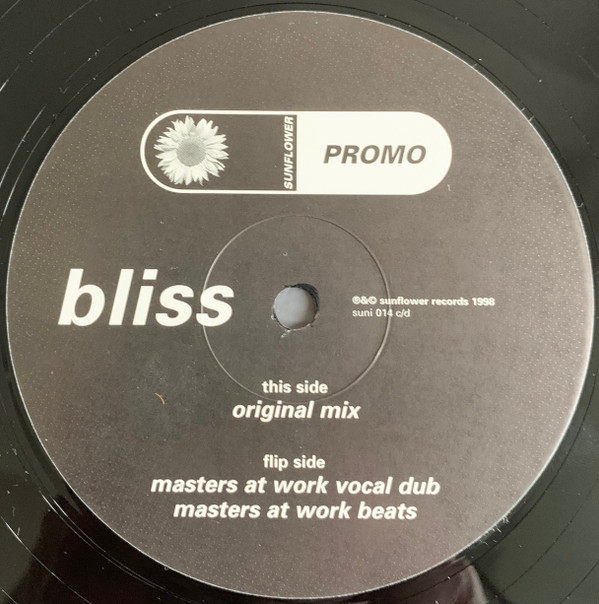 SUNFLOWER
PROMO
bliss
℗&© sunflower records 1998
suni 014 c/d
this side
original mix
flip side
masters at work vocal dub
masters at work beats